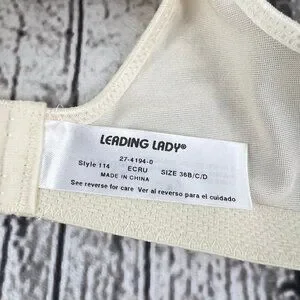 LEADING LADY®
27-4194-0
Style 114 ECRU SIZE 36B/C/D
MADE IN CHINA
See reverse for care Ver al reverso para el cuidado